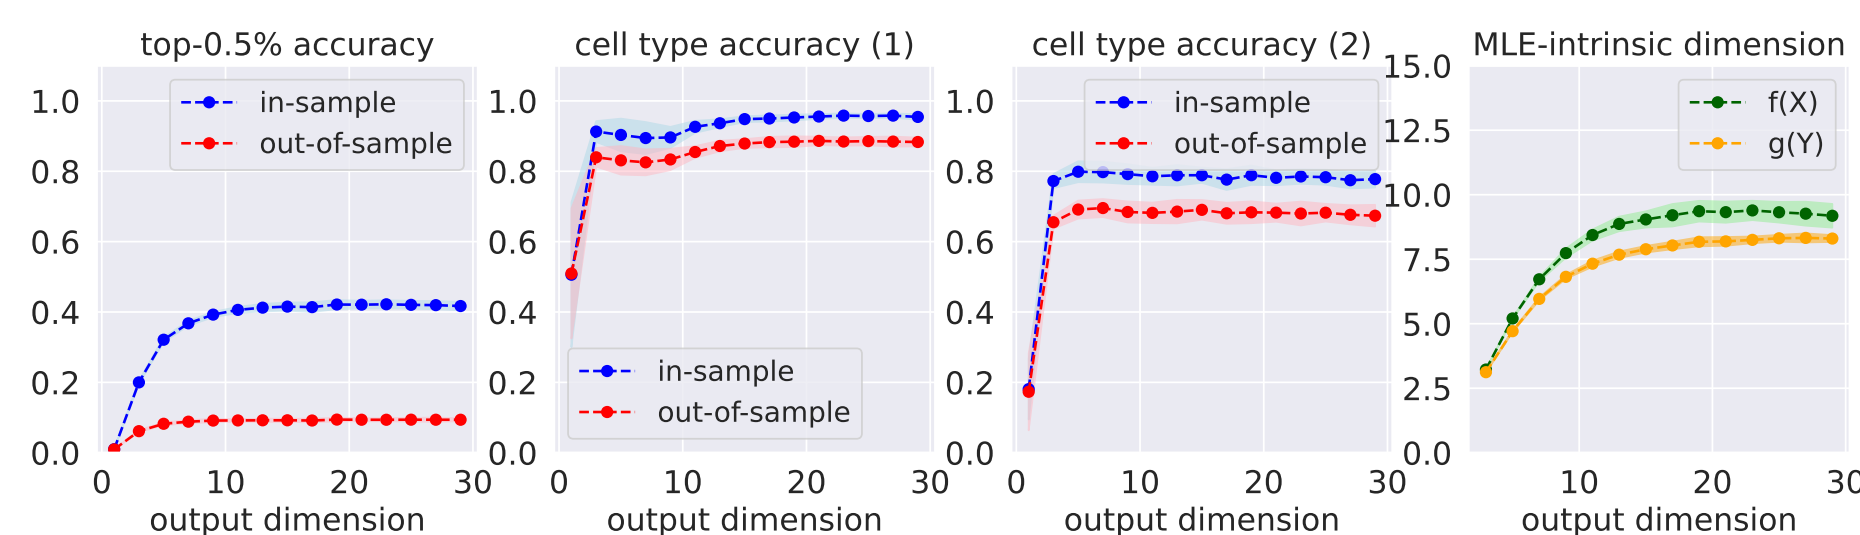 top-0.5% accuracy
1.0
0.8
0.6
0.4
0.2
0.0
0 10 20 30
output dimension
in-sample
out-of-sample
cell type accuracy (1)
1.0
0.8
0.6
0.4
0.2
0.0
0 10 20 30
output dimension
in-sample
out-of-sample
cell type accuracy (2)
1.0
0.8
0.6
0.4
0.2
0.0
0 10 20 30
output dimension
in-sample
out-of-sample
MLE-intrinsic dimension
15.0
12.5
10.0
7.5
5.0
2.5
0.0
10 20 30
output dimension
f(X)
g(Y)